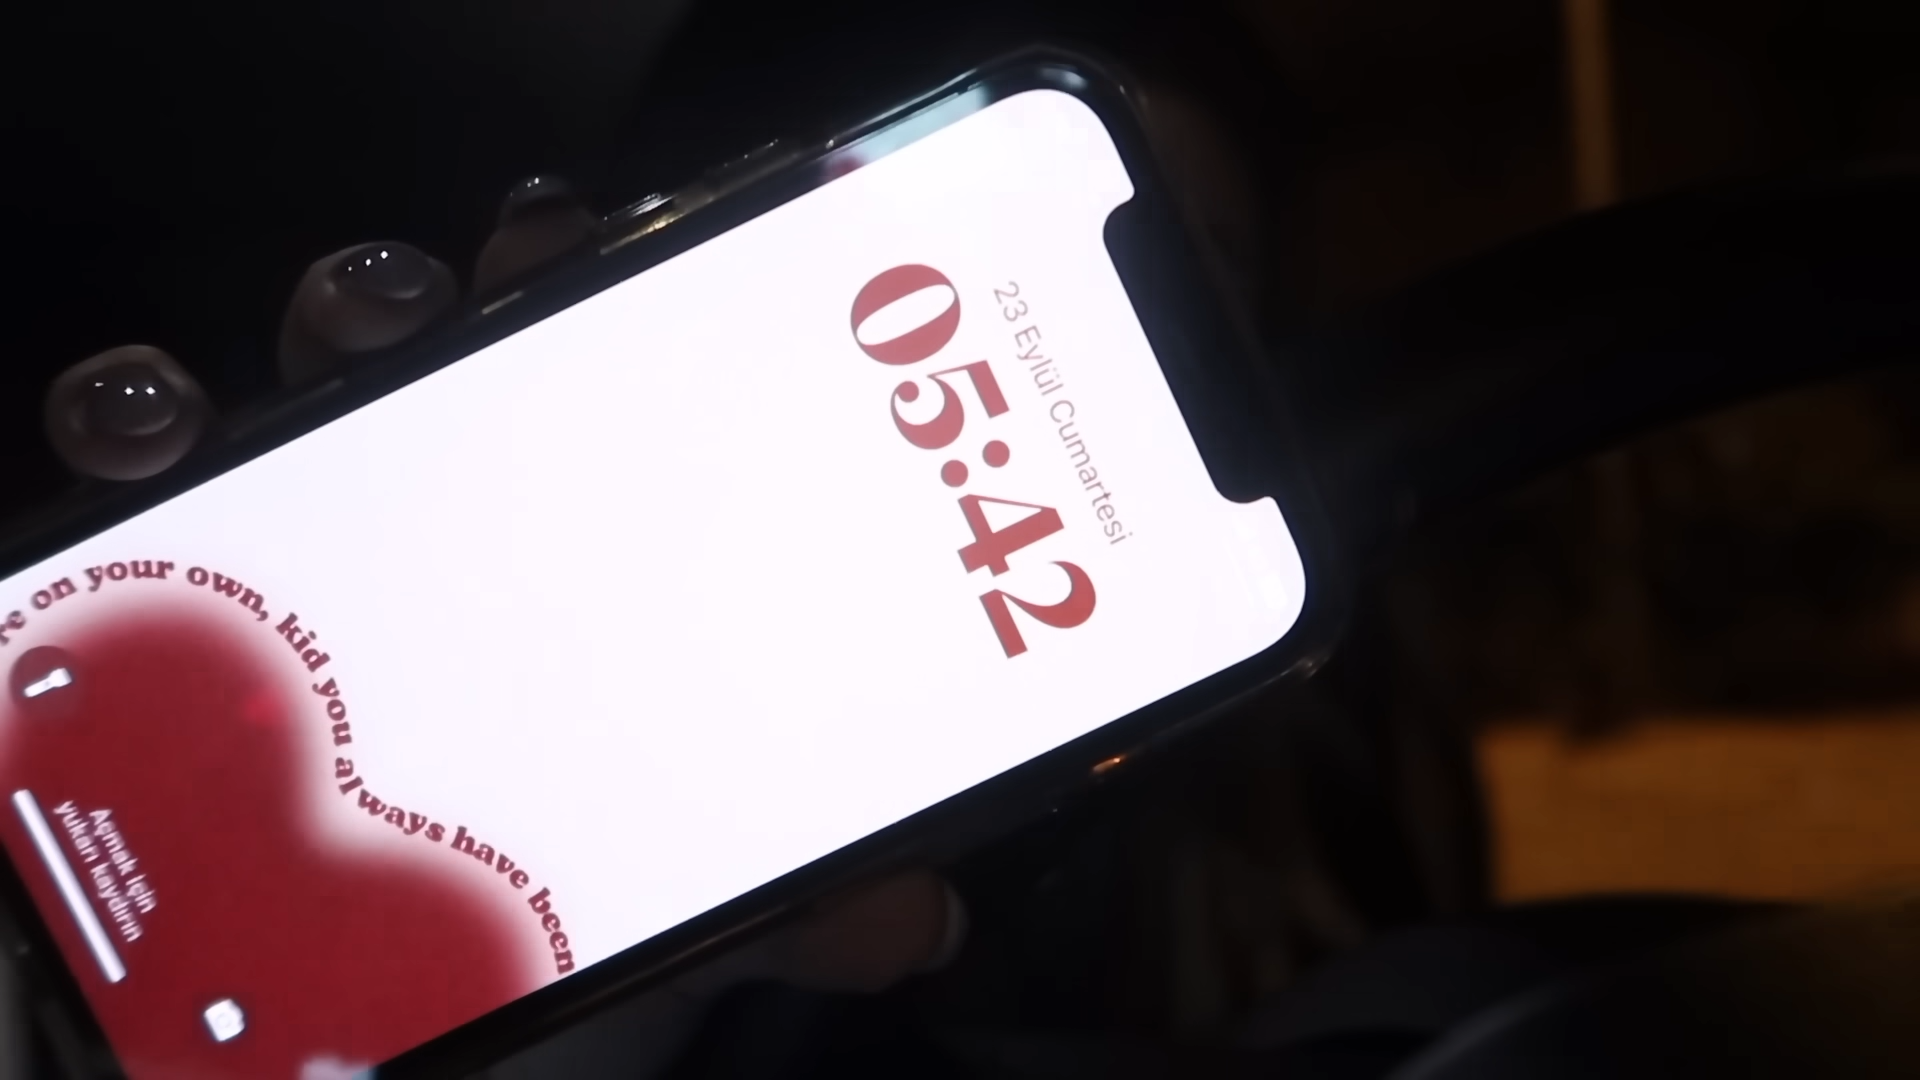 23 Eylül Cumartesi
05:42
on your own, kid you always have been
Açmak için
yukarı kaydırın